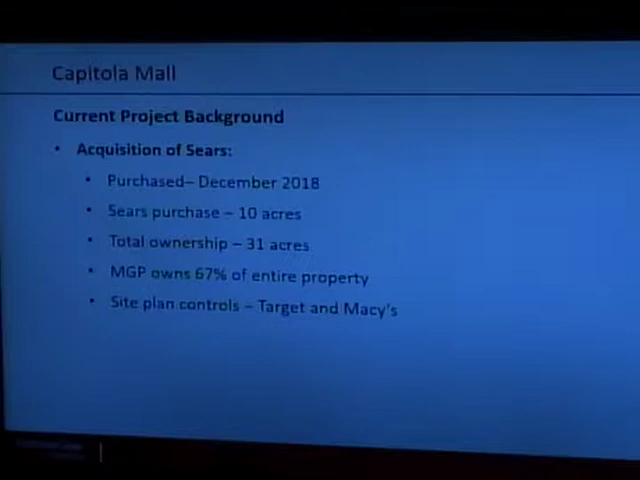 Capitola Mall
Current Project Background
• Acquisition of Sears:
• Purchased– December 2018
• Sears purchase – 10 acres
• Total ownership – 31 acres
• MGP owns 67% of entire property
• Site plan controls – Target and Macy's